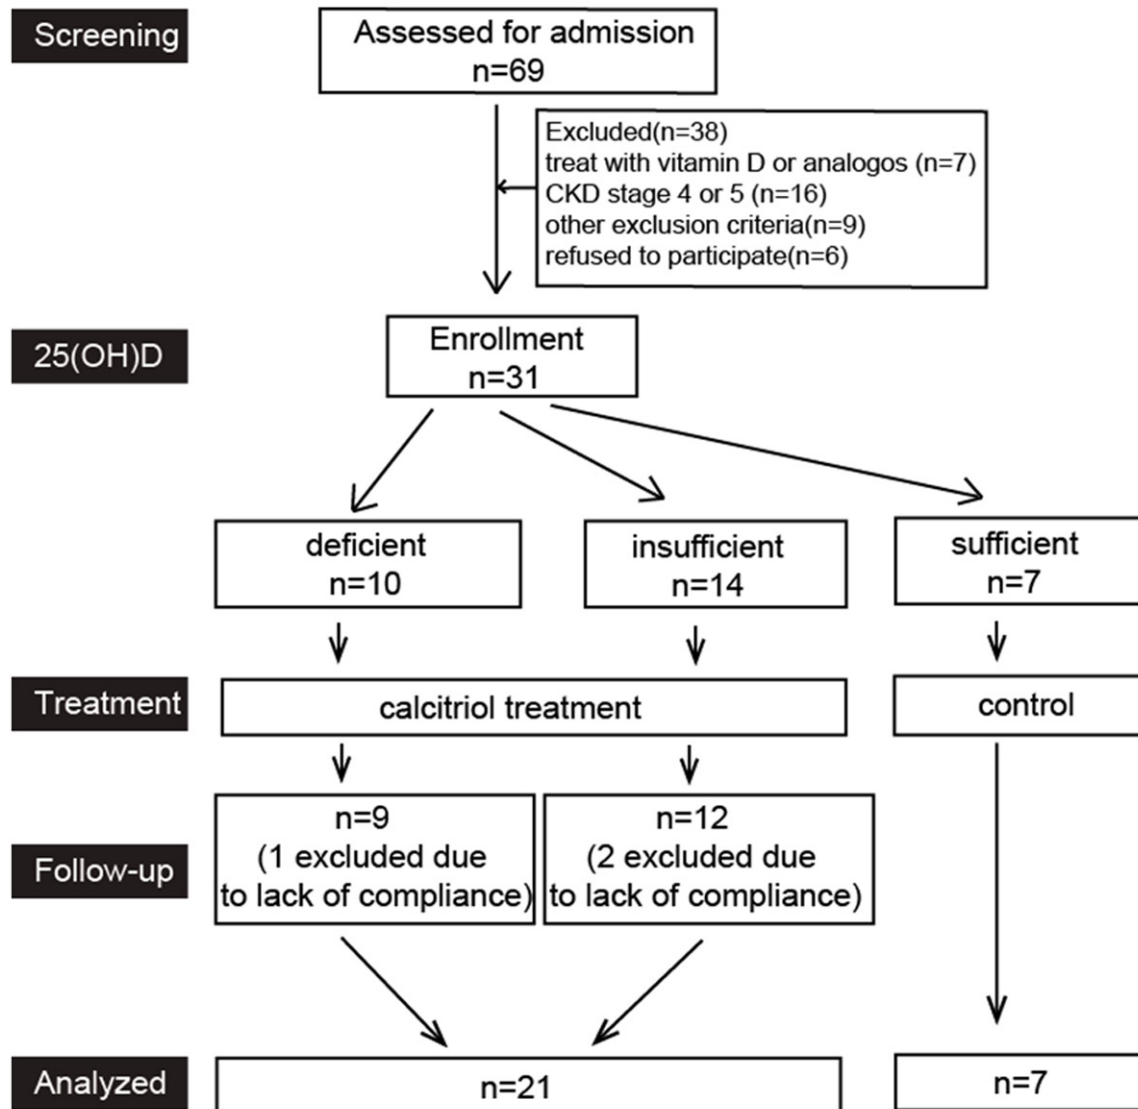 Screening
Assessed for admission
n=69
Excluded(n=38)
treat with vitamin D or analogos (n=7)
CKD stage 4 or 5 (n=16)
other exclusion criteria(n=9)
refused to participate(n=6)
25(OH)D
Enrollment
n=31
deficient
n=10
insufficient
n=14
sufficient
n=7
Treatment
calcitriol treatment
control
Follow-up
n=9
(1 excluded due
to lack of compliance)
n=12
(2 excluded due
to lack of compliance)
Analyzed
n=21
n=7